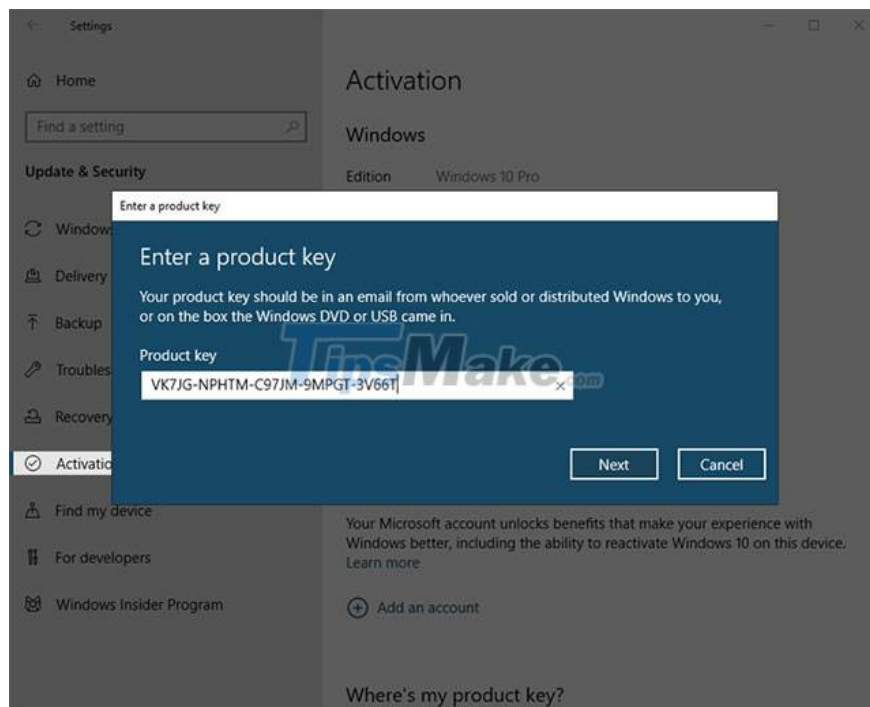 Settings
Home
Activation
Find a setting
Windows
Update & Security
Edition Windows 10 Pro
Enter a product key
Window
Enter a product key
Delivery
Your product key should be in an email from whoever sold or distributed Windows to you,
or on the box the Windows DVD or USB came in.
Backup
TipsMake.com
Product key
Troubles
VK7JG-NPHTM-C97JM-9MPGT-3V66T
Recovery
Activatio
Next Cancel
Find my device
Your Microsoft account unlocks benefits that make your experience with
Windows better, including the ability to reactivate Windows 10 on this device.
Learn more
For developers
Windows Insider Program
Add an account
Where's my product key?